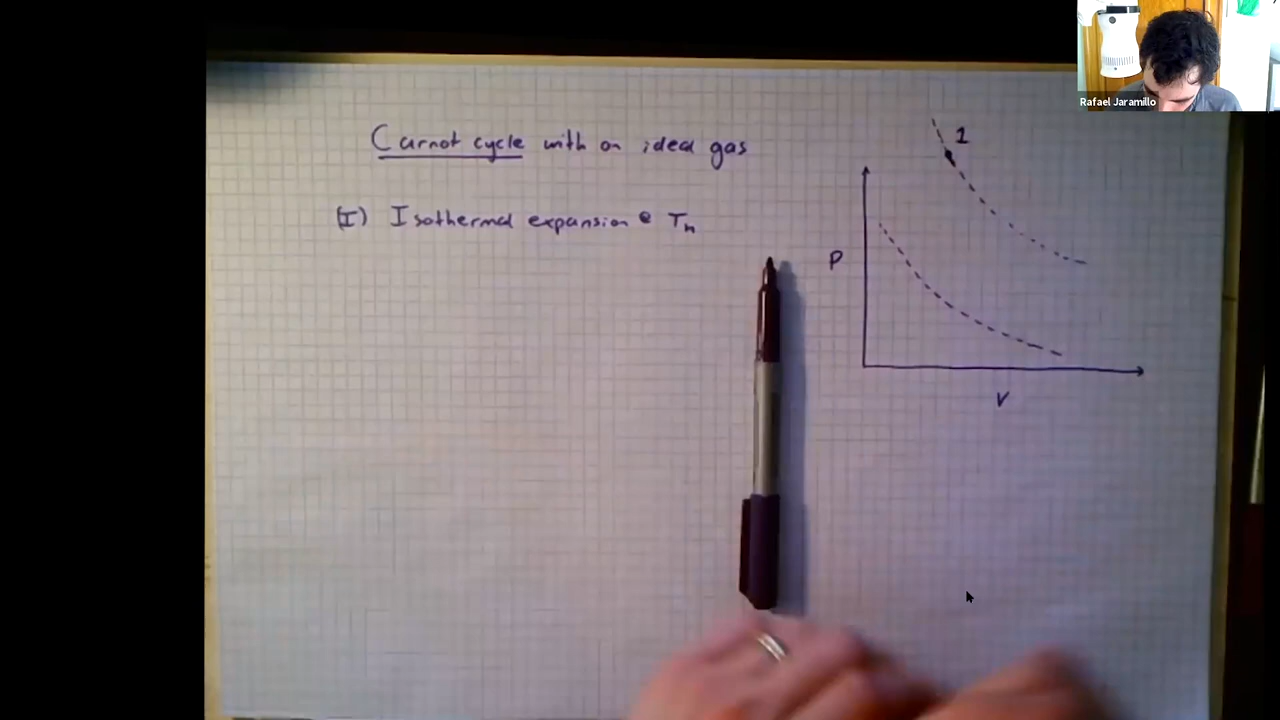 Rafael Jaramillo
Carnot cycle with an ideal gas
1
(I) Isothermal expansion @ Th
P
V